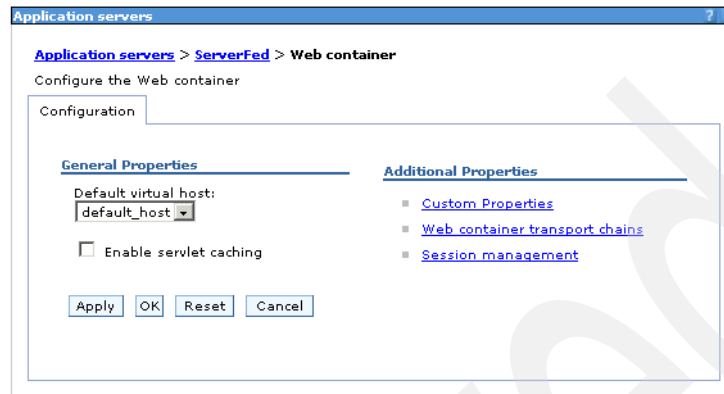 Application servers ?
Application servers > ServerFed > Web container
Configure the Web container
Configuration
General Properties
Default virtual host:
default_host
Enable servlet caching
Apply OK Reset Cancel
Additional Properties
Custom Properties
Web container transport chains
Session management